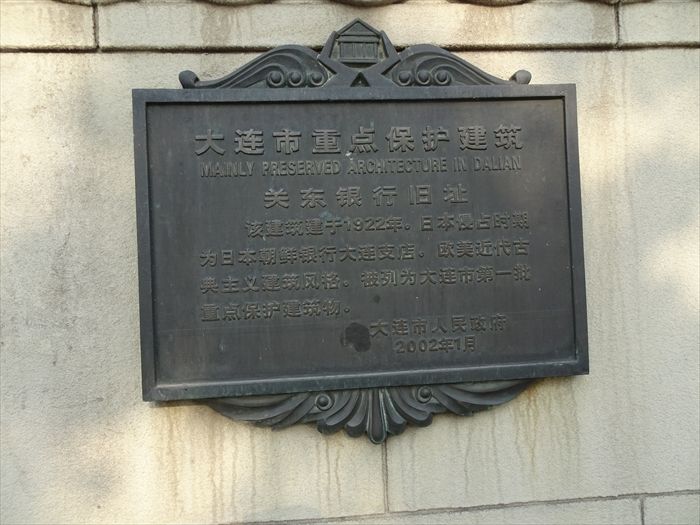 大连市重点保护建筑
MAINLY PRESERVED ARCHITECTURE IN DALIAN
关东银行旧址
该建筑建于1922年。日本侵占时期
为日本朝鲜银行大连支店。欧美近代古
典主义建筑风格。被列为大连市第一批
重点保护建筑物。
大连市人民政府
2002年1月